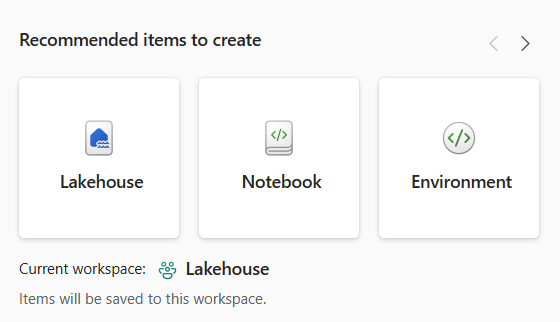 Recommended items to create
Lakehouse
Notebook
Environment
Current workspace: Lakehouse
Items will be saved to this workspace.